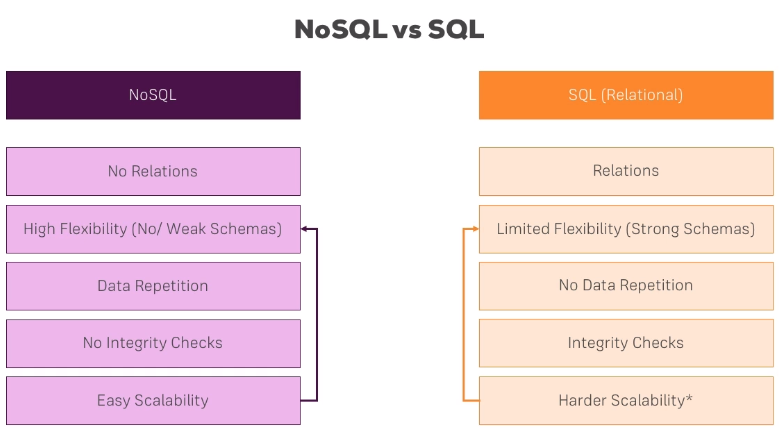 NoSQL vs SQL
NoSQL
SQL (Relational)
No Relations
Relations
High Flexibility (No/ Weak Schemas)
Limited Flexibility (Strong Schemas)
Data Repetition
No Data Repetition
No Integrity Checks
Integrity Checks
Easy Scalability
Harder Scalability*